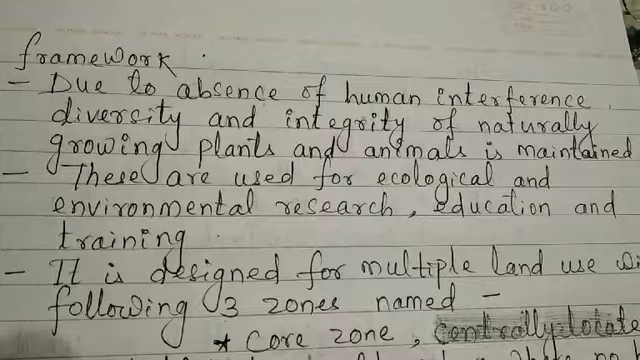 framework.
- Due to absence of human interference,
diversity and integrity of naturally
growing plants and animals is maintained
- These are used for ecological and
environmental research, education and
training.
- It is designed for multiple land use
following 3 zones named -
* Core zone, centrally locate